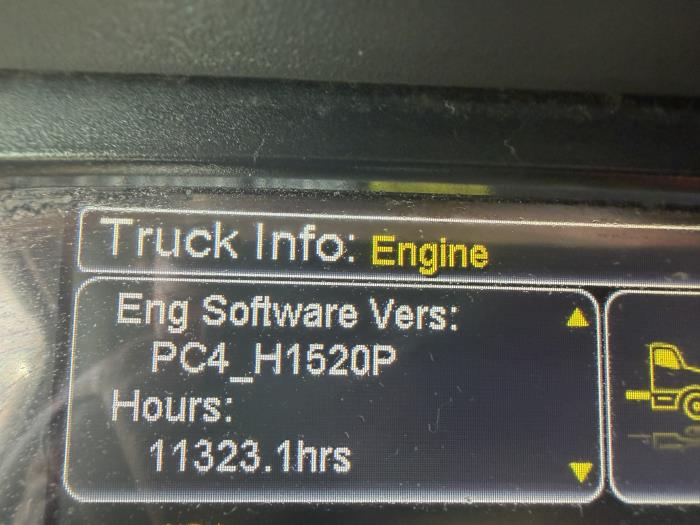 Truck Info: Engine
Eng Software Vers:
PC4_H1520P
Hours:
11323.1hrs